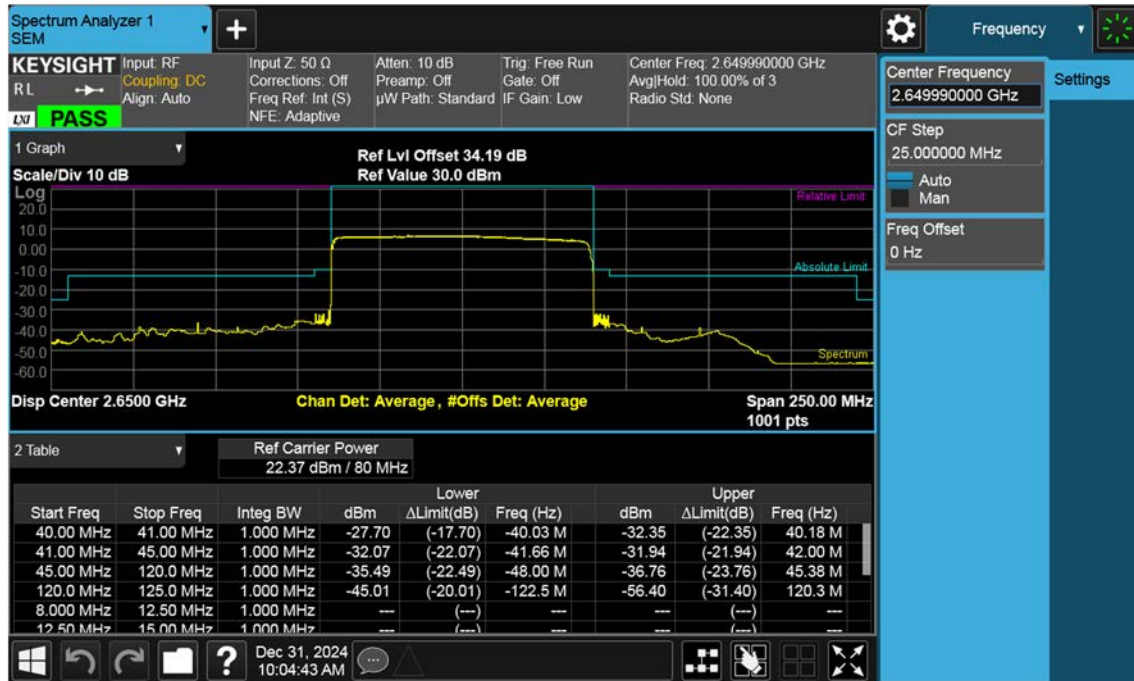 Spectrum Analyzer 1
SEM
+
Frequency
KEYSIGHT
RL
LXI PASS
Input: RF
Coupling: DC
Align: Auto
Input Z: 50 Ω
Corrections: Off
Freq Ref: Int (S)
NFE: Adaptive
Atten: 10 dB
Preamp: Off
µW Path: Standard
Trig: Free Run
Gate: Off
IF Gain: Low
Center Freq: 2.649990000 GHz
Avg|Hold: 100.00% of 3
Radio Std: None
Center Frequency
2.649990000 GHz
Settings
CF Step
25.000000 MHz
Auto
Man
Freq Offset
0 Hz
1 Graph
Scale/Div 10 dB
Ref Lvl Offset 34.19 dB
Ref Value 30.0 dBm
Log
20.0
10.0
0.00
-10.0
-20.0
-30.0
-40.0
-50.0
-60.0
Relative Limit
Absolute Limit
Spectrum
Disp Center 2.6500 GHz
Chan Det: Average, #Offs Det: Average
Span 250.00 MHz
1001 pts
2 Table
Ref Carrier Power
22.37 dBm / 80 MHz
Lower Upper
Start Freq Stop Freq Integ BW dBm ΔLimit(dB) Freq (Hz) dBm ΔLimit(dB) Freq (Hz)
40.00 MHz 41.00 MHz 1.000 MHz -27.70 (-17.70) -40.03 M -32.35 (-22.35) 40.18 M
41.00 MHz 45.00 MHz 1.000 MHz -32.07 (-22.07) -41.66 M -31.94 (-21.94) 42.00 M
45.00 MHz 120.0 MHz 1.000 MHz -35.49 (-22.49) -48.00 M -36.76 (-23.76) 45.38 M
120.0 MHz 125.0 MHz 1.000 MHz -45.01 (-20.01) -122.5 M -56.40 (-31.40) 120.3 M
8.000 MHz 12.50 MHz 1.000 MHz --- (---) --- --- (---) ---
12.50 MHz 15.00 MHz 1.000 MHz --- (---) --- --- (---) ---
?
Dec 31, 2024
10:04:43 AM